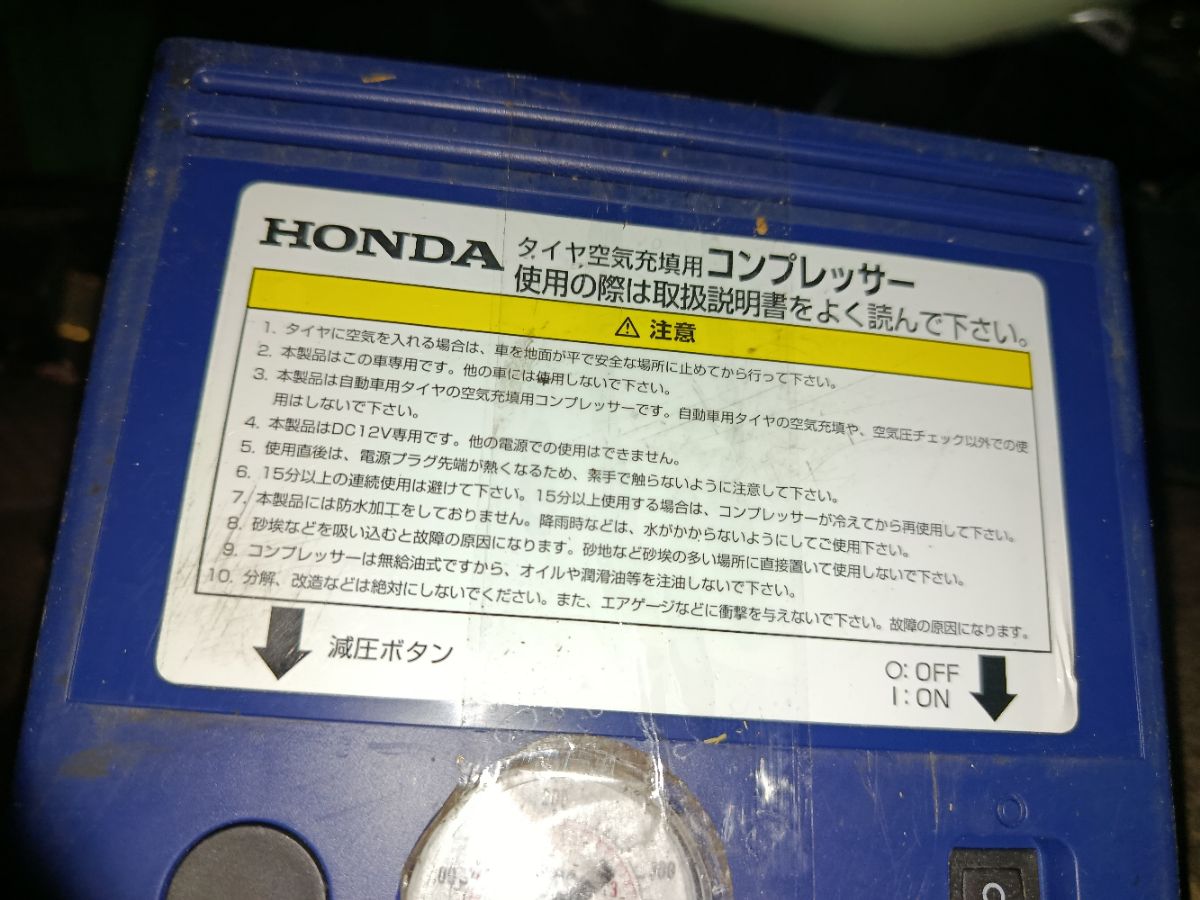 HONDA タイヤ空気充填用 コンプレッサー
使用の際は取扱説明書をよく読んで下さい。
⚠ 注意
1. タイヤに空気を入れる場合は、車を地面が平で安全な場所に止めてから行って下さい。
2. 本製品はこの車専用です。他の車には使用しないで下さい。
3. 本製品は自動車用タイヤの空気充填用コンプレッサーです。自動車用タイヤの空気充填や、空気圧チェック以外での使
用はしないで下さい。
4. 本製品はDC12V専用です。他の電源での使用はできません。
5. 使用直後は、電源プラグ先端が熱くなるため、素手で触らないように注意して下さい。
6. 15分以上の連続使用は避けて下さい。15分以上使用する場合は、コンプレッサーが冷えてから再使用して下さい。
7. 本製品には防水加工をしておりません。降雨時などは、水がかからないようにしてご使用下さい。
8. 砂埃などを吸い込むと故障の原因になります。砂地など砂埃の多い場所に直接置いて使用しないで下さい。
9. コンプレッサーは無給油式ですから、オイルや潤滑油等を注油しないで下さい。
10. 分解、改造などは絶対にしないでください。また、エアゲージなどに衝撃を与えないで下さい。故障の原因になります。
減圧ボタン
O: OFF
I: ON